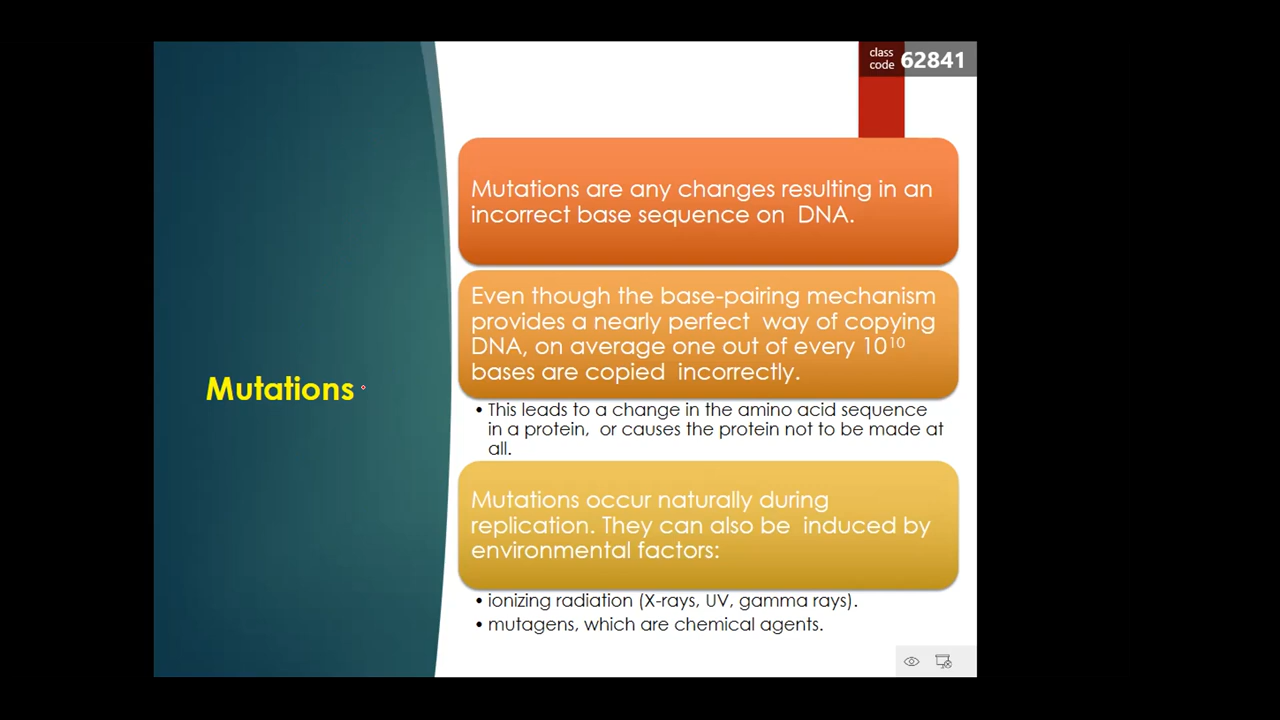 class
code 62841
Mutations are any changes resulting in an
incorrect base sequence on DNA.
Even though the base-pairing mechanism
provides a nearly perfect way of copying
DNA, on average one out of every 10¹⁰
bases are copied incorrectly.
• This leads to a change in the amino acid sequence
in a protein, or causes the protein not to be made at
all.
Mutations
Mutations occur naturally during
replication. They can also be induced by
environmental factors:
• ionizing radiation (X-rays, UV, gamma rays).
• mutagens, which are chemical agents.